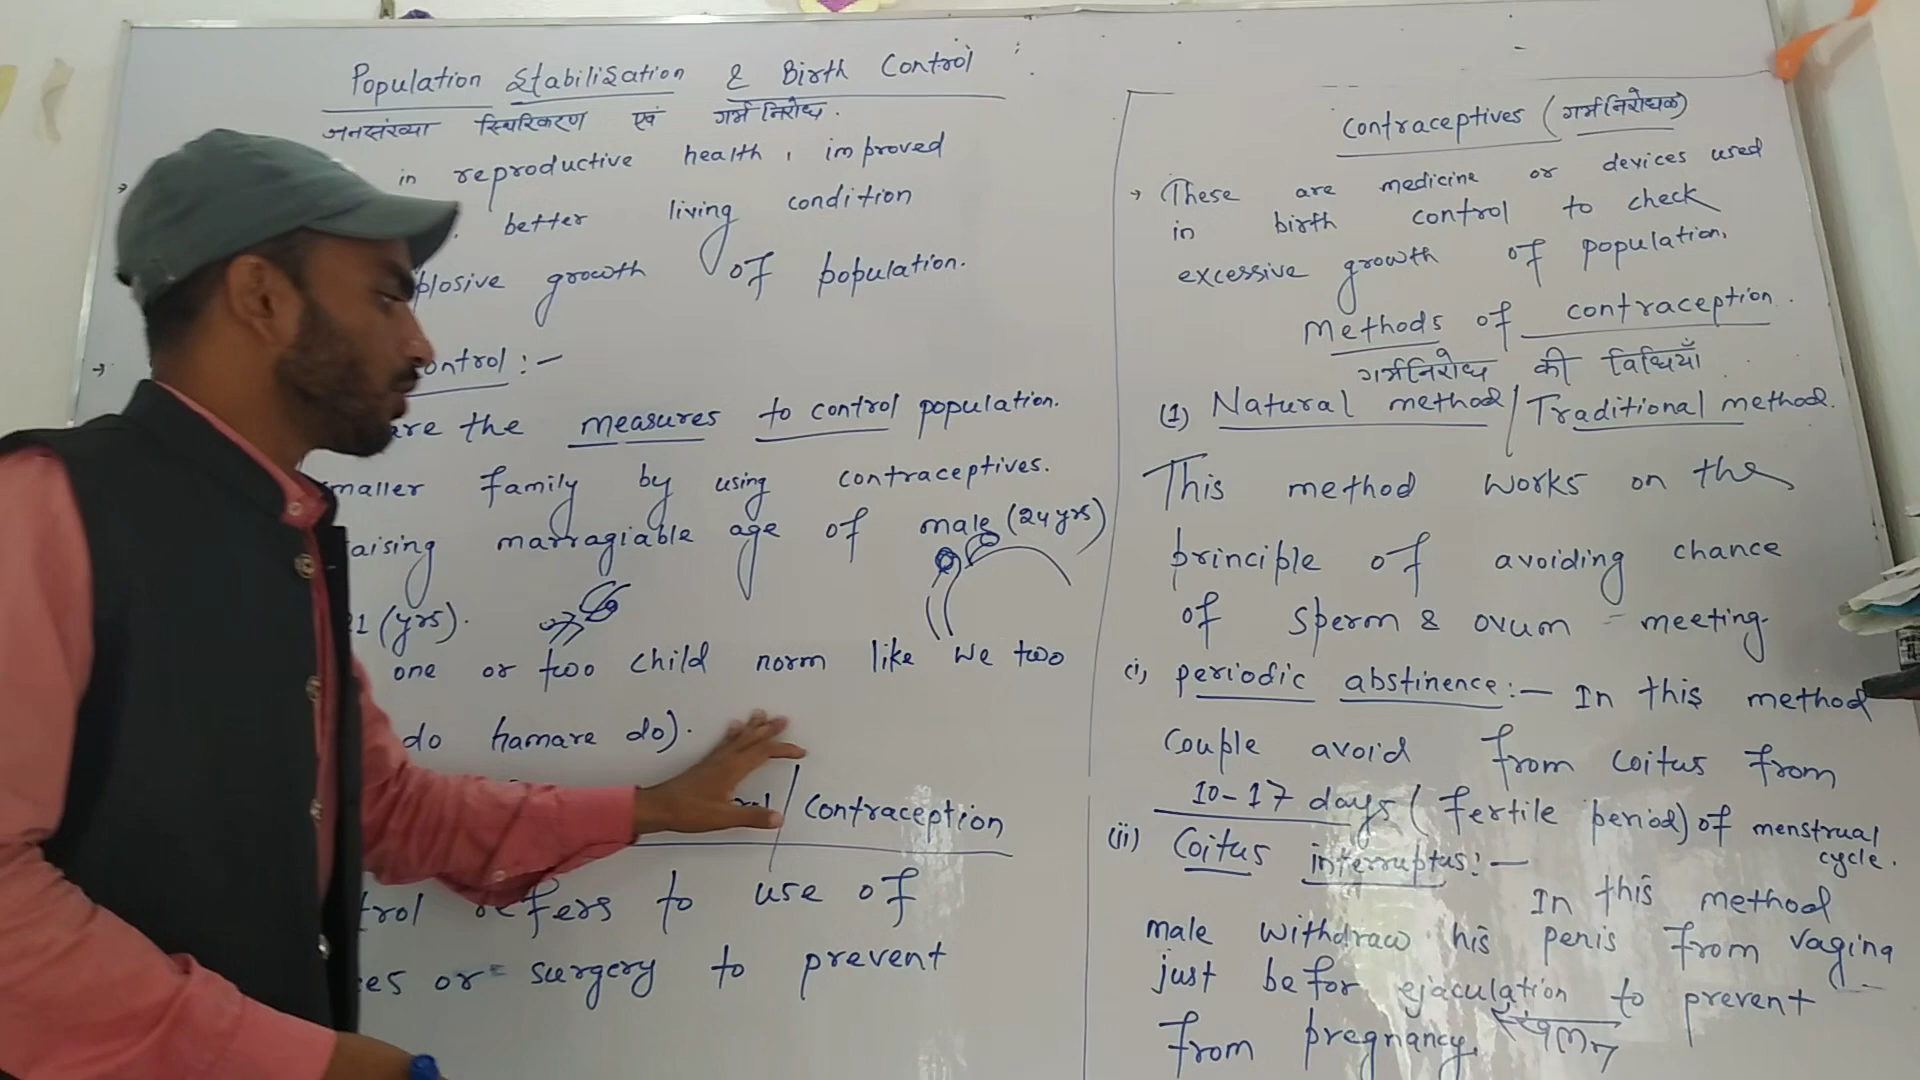 Population Stabilisation & Birth Control
जनसंख्या स्थिरिकरण एवं गर्भ निरोध.
in reproductive health, improved
better living condition
plosive growth of population.
ontrol :-
are the measures to control population.
maller family by using contraceptives.
aising marragiable age of male (24 yrs)
21 (yrs).
one or two child norm like we two
do hamare do).
rol / Contraception
trol refers to use of
ces or surgery to prevent
Contraceptives (गर्भनिरोधक)
→ These are medicine or devices used
in birth control to check
excessive growth of population.
Methods of contraception.
गर्भनिरोध की विधियाँ
(1) Natural method / Traditional method.
This method works on the
principle of avoiding chance
of sperm & ovum meeting.
(i) periodic abstinence :- In this method
couple avoid from coitus from
10-17 days (fertile period) of menstrual
cycle.
(ii) Coitus interruptus :-
In this method
male withdraw his penis from vagina
just befor ejaculation to prevent
स्खलन
from pregnancy.